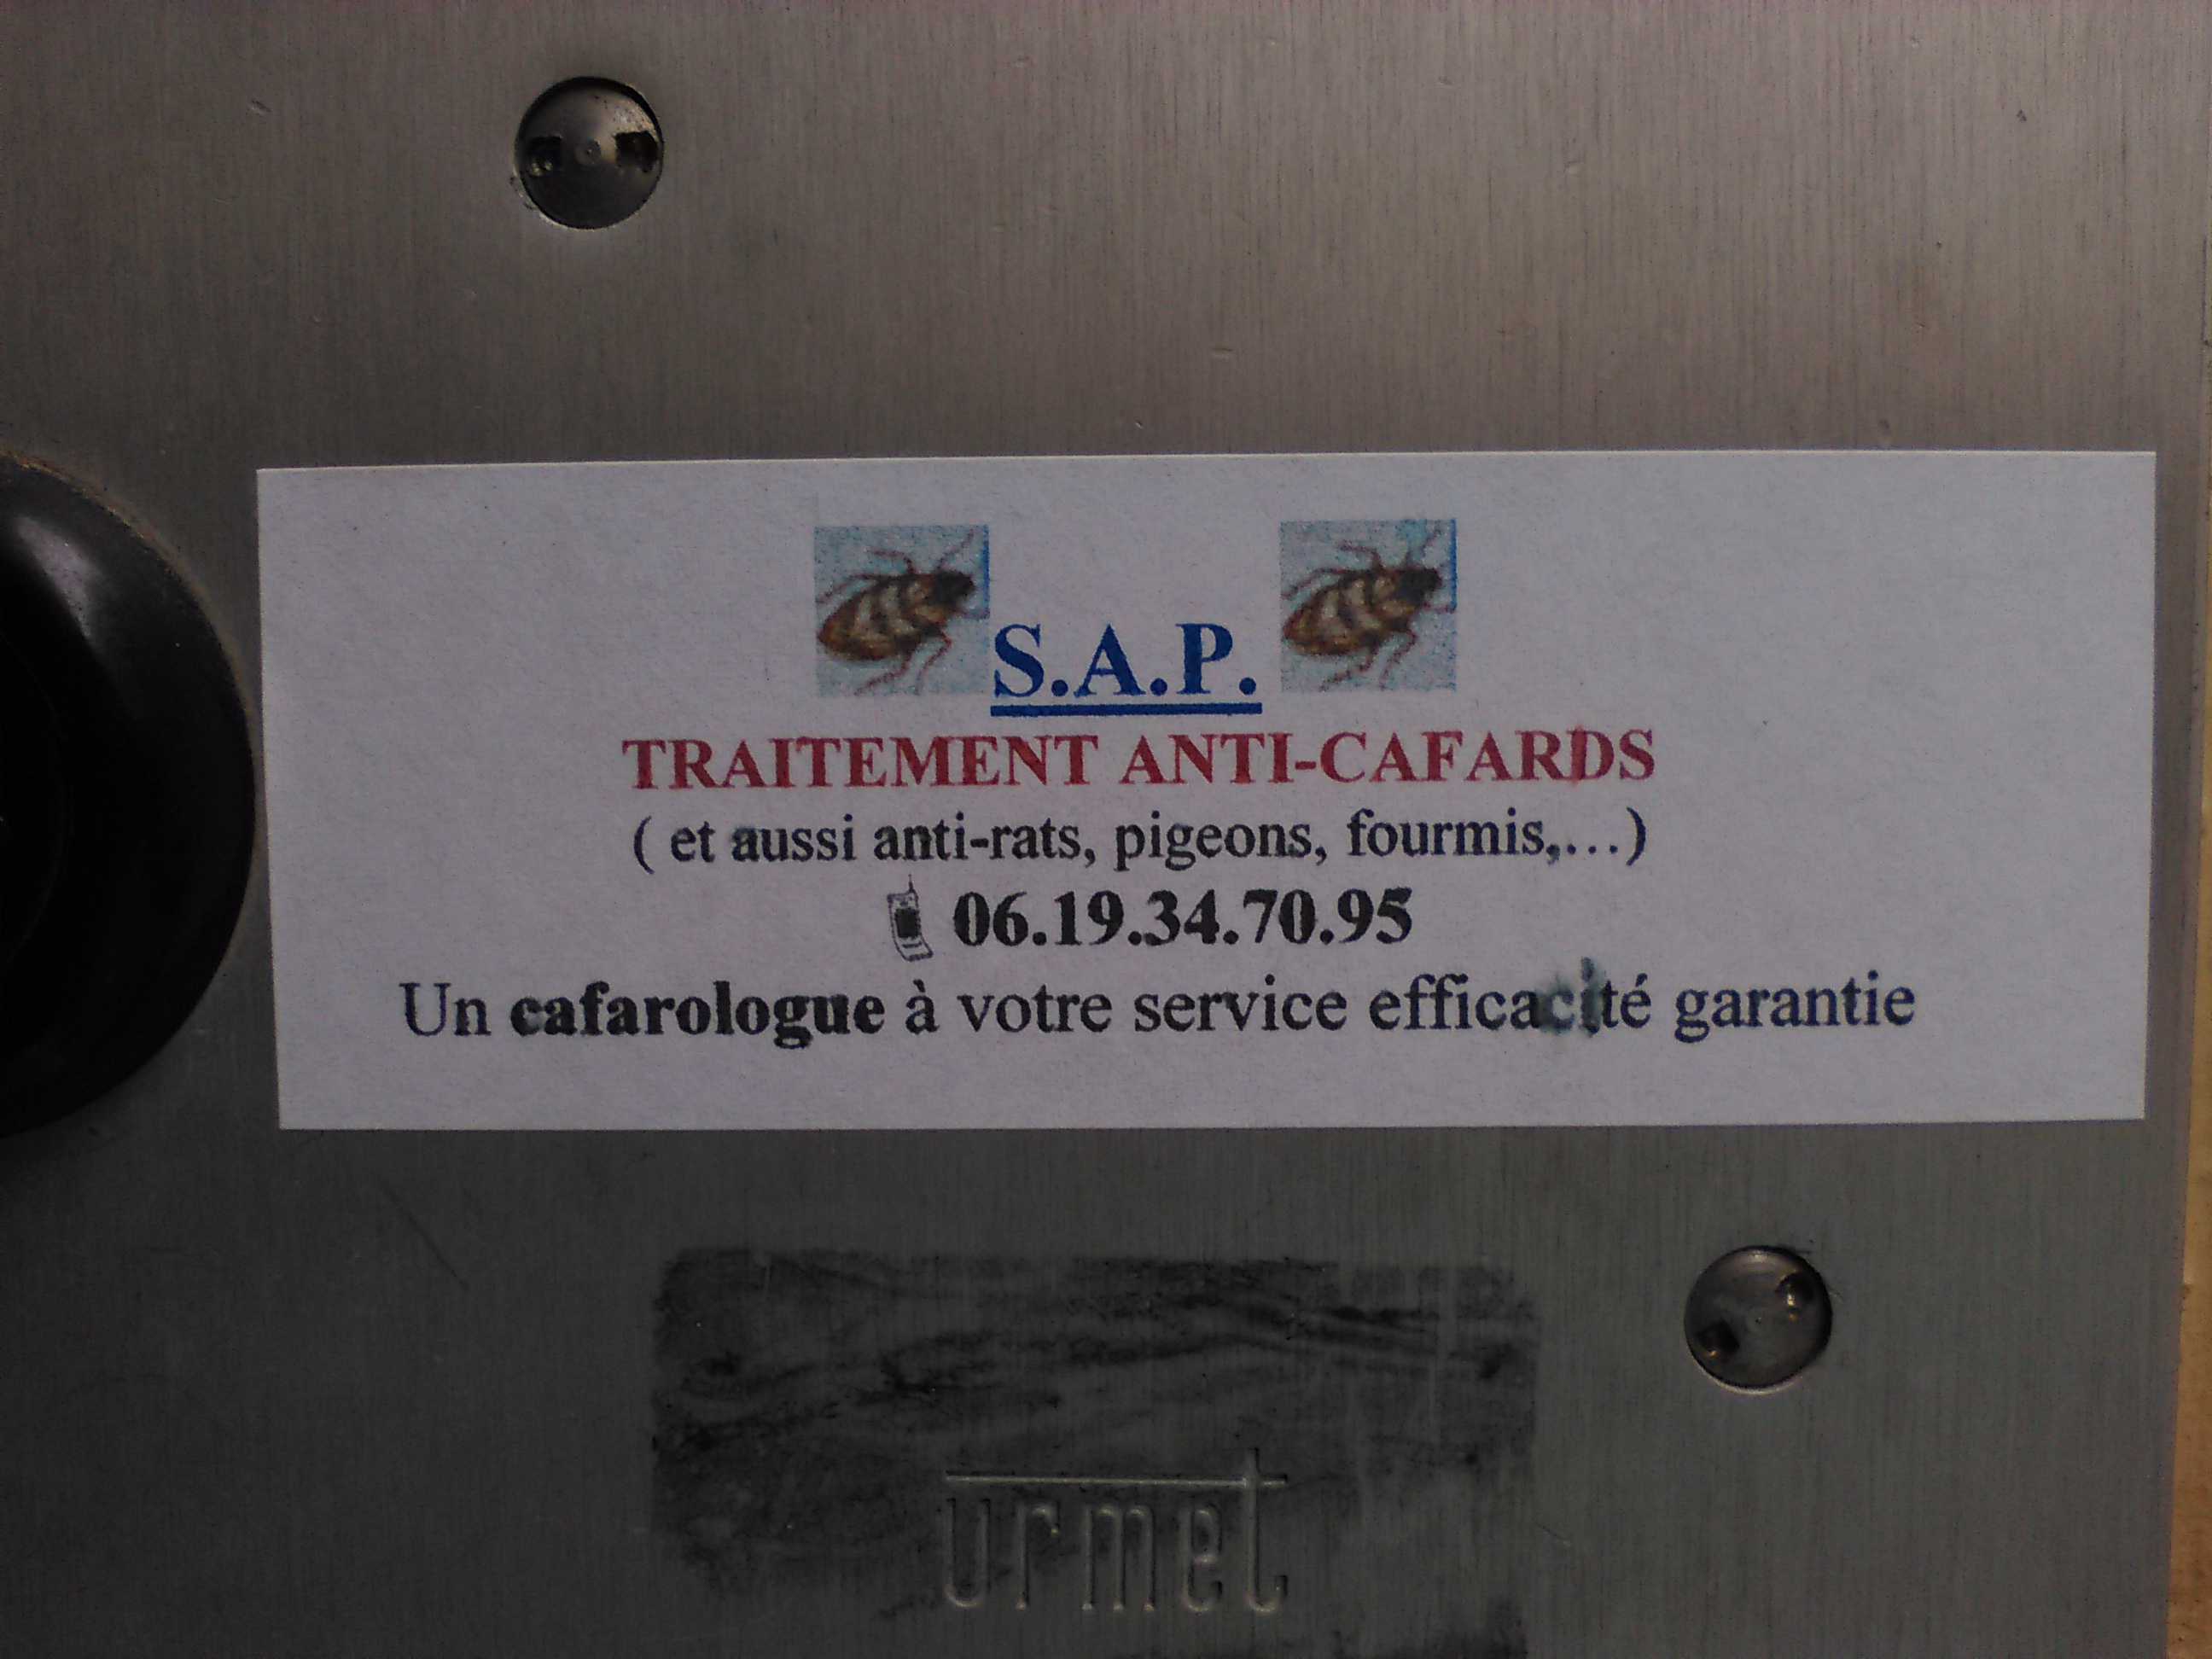 S.A.P.
TRAITEMENT ANTI-CAFARDS
( et aussi anti-rats, pigeons, fourmis,...)
06.19.34.70.95
Un cafarologue à votre service efficacité garantie
urmet